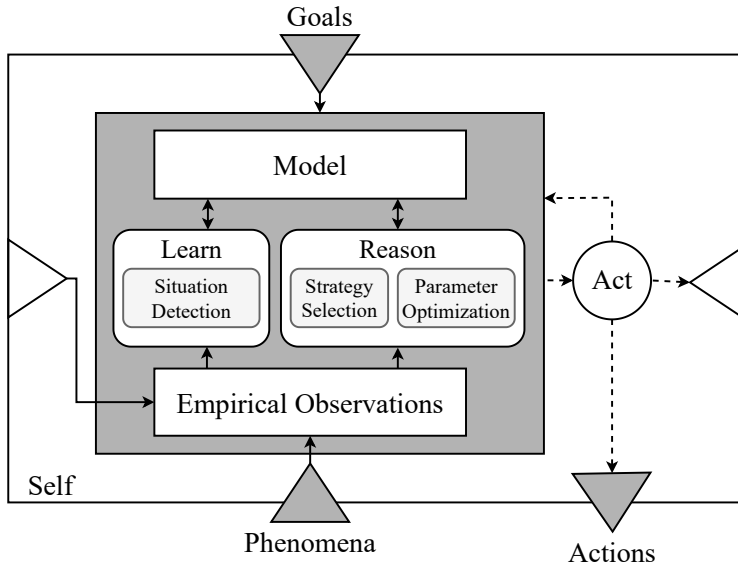 Goals
Model
Learn
Situation
Detection
Reason
Strategy
Selection
Parameter
Optimization
Act
Empirical Observations
Self
Phenomena
Actions